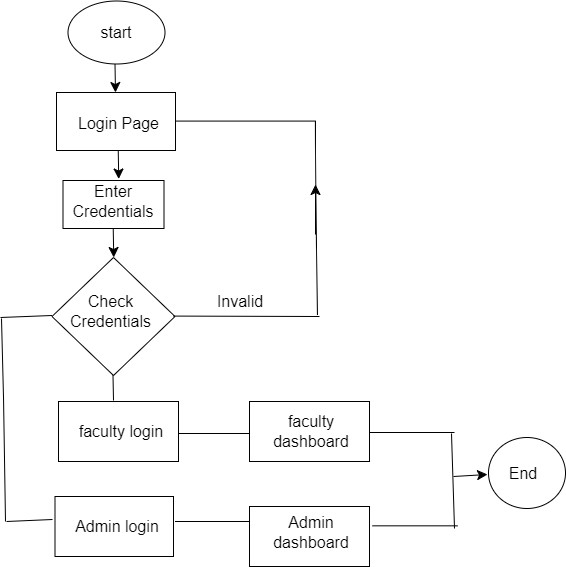 start
Login Page
Enter
Credentials
Check
Credentials
Invalid
faculty login
faculty
dashboard
End
Admin login
Admin
dashboard